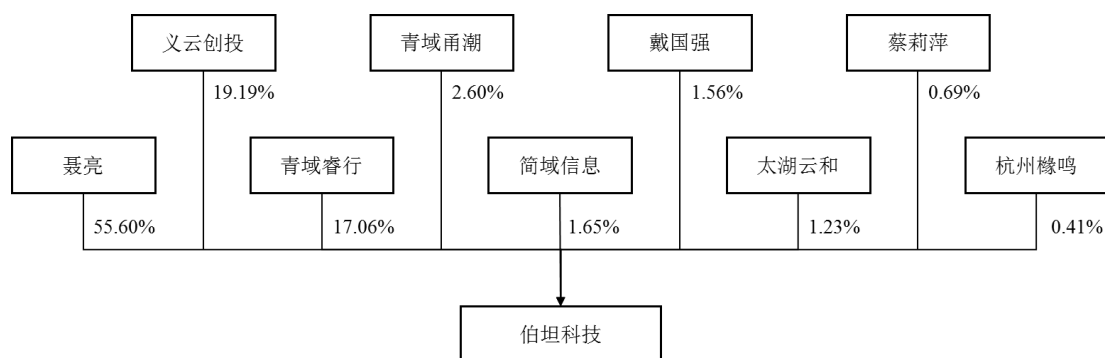 义云创投
青域甬潮
戴国强
蔡莉萍
19.19%
2.60%
1.56%
0.69%
聂亮
青域睿行
简域信息
太湖云和
杭州橼鸣
55.60%
17.06%
1.65%
1.23%
0.41%
伯坦科技